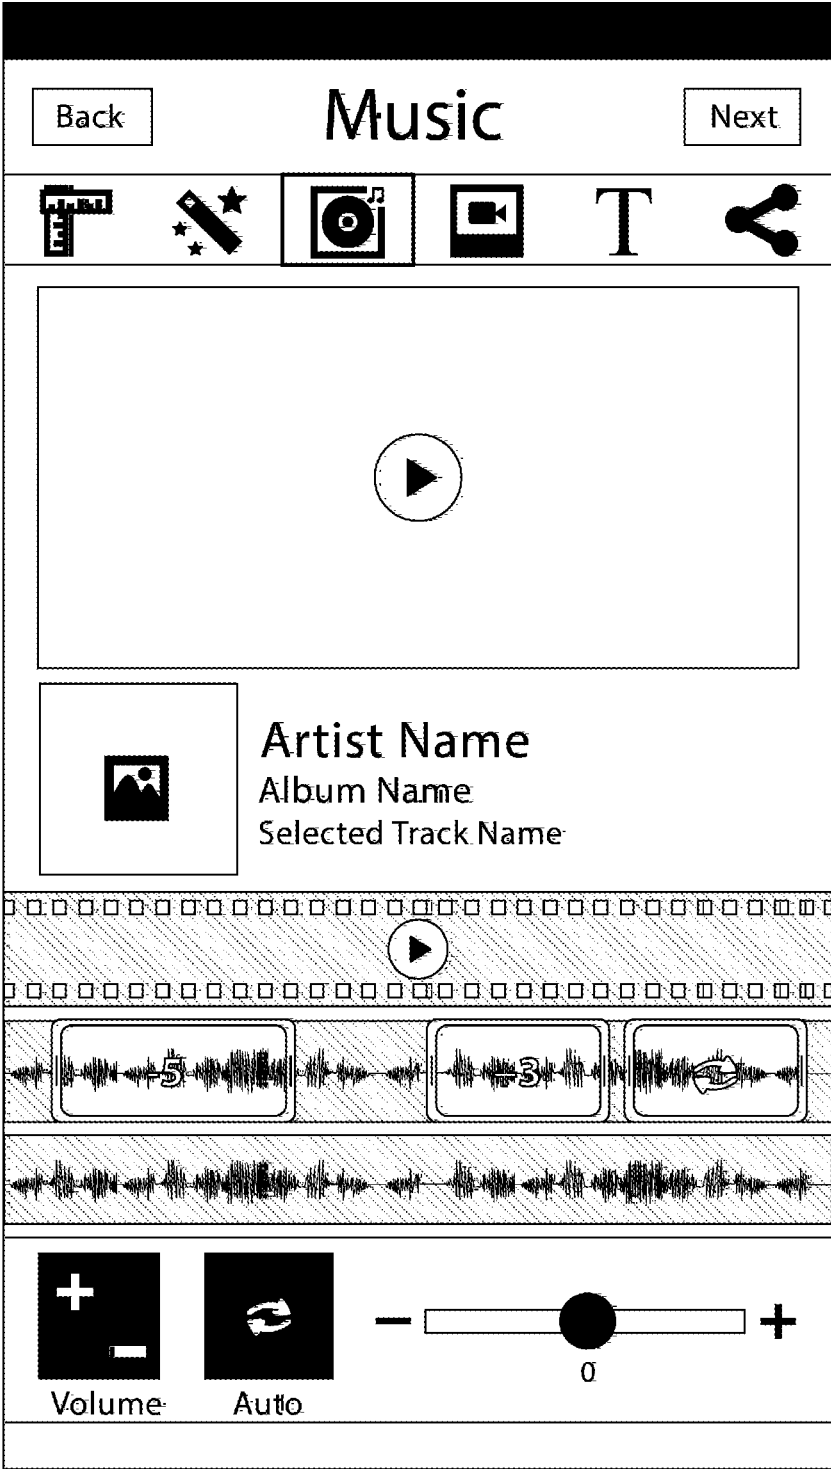 Back Music Next
T
Artist Name
Album Name
Selected Track Name
-5 +3
0
Volume Auto